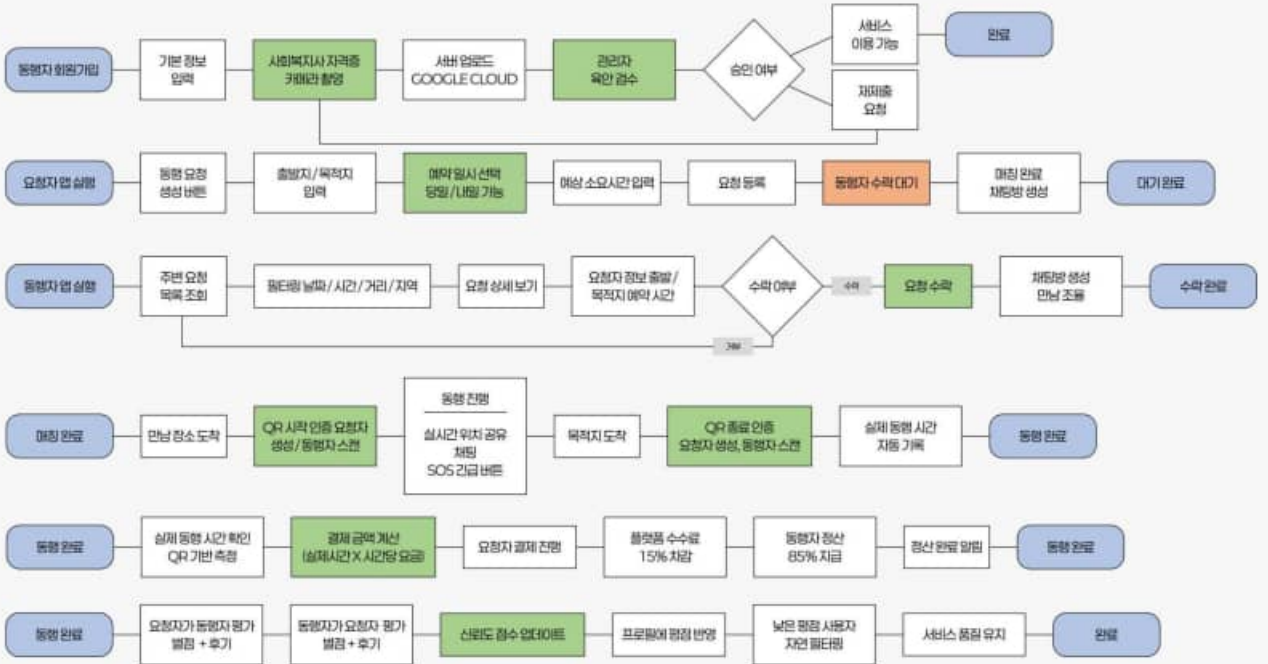 동행자 회원가입
기본 정보
입력
사회복지사 자격증
카메라 촬영
서버 업로드
GOOGLE CLOUD
관리자
육안 검수
승인 여부
서비스
이용 가능
완료
재제출
요청
요청자 앱 실행
동행 요청
생성 버튼
출발지 / 목적지
입력
예약 일시 선택
당일 / 내일 가능
예상 소요시간 입력
요청 등록
동행자 수락 대기
매칭 완료
채팅방 생성
대기 완료
동행자 앱 실행
주변 요청
목록 조회
필터링 날짜 / 시간 / 거리 / 지역
요청 상세 보기
요청자 정보 출발 /
목적지 예약 시간
수락 여부
수락
요청 수락
채팅방 생성
만남 조율
수락 완료
거부
매칭 완료
만남 장소 도착
QR 시작 인증 요청자
생성 / 동행자 스캔
동행 진행
실시간 위치 공유
채팅
SOS 긴급 버튼
목적지 도착
QR 종료 인증
요청자 생성, 동행자 스캔
실제 동행 시간
자동 기록
동행 완료
동행 완료
실제 동행 시간 확인
QR 기반 측정
결제 금액 계산
(실제시간 X 시간당 요금)
요청자 결제 진행
플랫폼 수수료
15% 차감
동행자 정산
85% 지급
정산 완료 알림
동행 완료
동행 완료
요청자가 동행자 평가
별점 + 후기
동행자가 요청자 평가
별점 + 후기
신뢰도 점수 업데이트
프로필에 평점 반영
낮은 평점 사용자
자연 필터링
서비스 품질 유지
완료